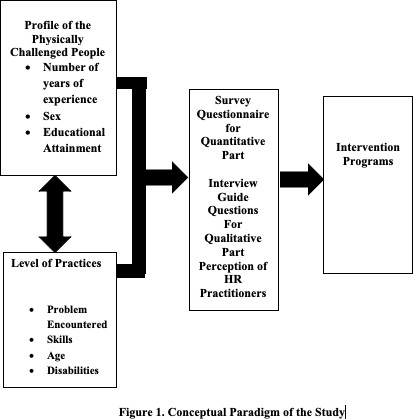 Profile of the
Physically
Challenged People
• Number of
years of
experience
• Sex
• Educational
Attainment
Level of Practices
• Problem
Encountered
• Skills
• Age
• Disabilities
Survey
Questionnaire
for
Quantitative
Part
Interview
Guide
Questions
For
Qualitative
Part
Perception of
HR
Practitioners
Intervention
Programs
Figure 1. Conceptual Paradigm of the Study